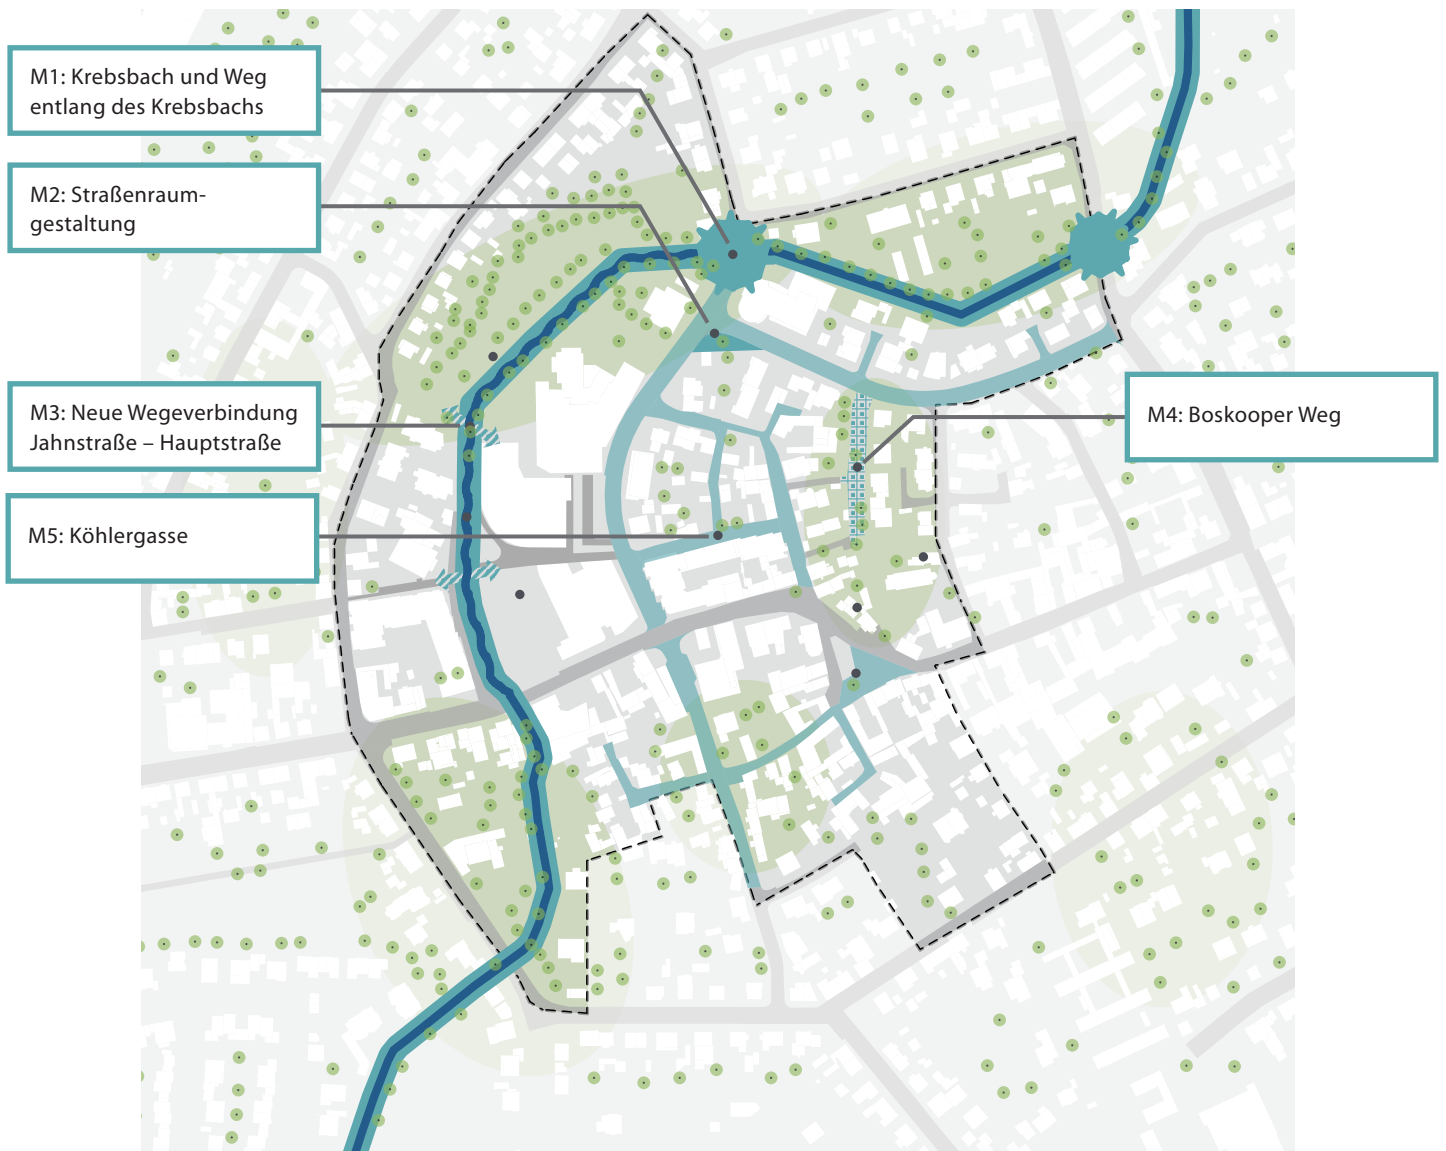 M1: Krebsbach und Weg
entlang des Krebsbachs
M2: Straßenraum-
gestaltung
M3: Neue Wegeverbindung
Jahnstraße – Hauptstraße
M4: Boskooper Weg
M5: Köhlergasse